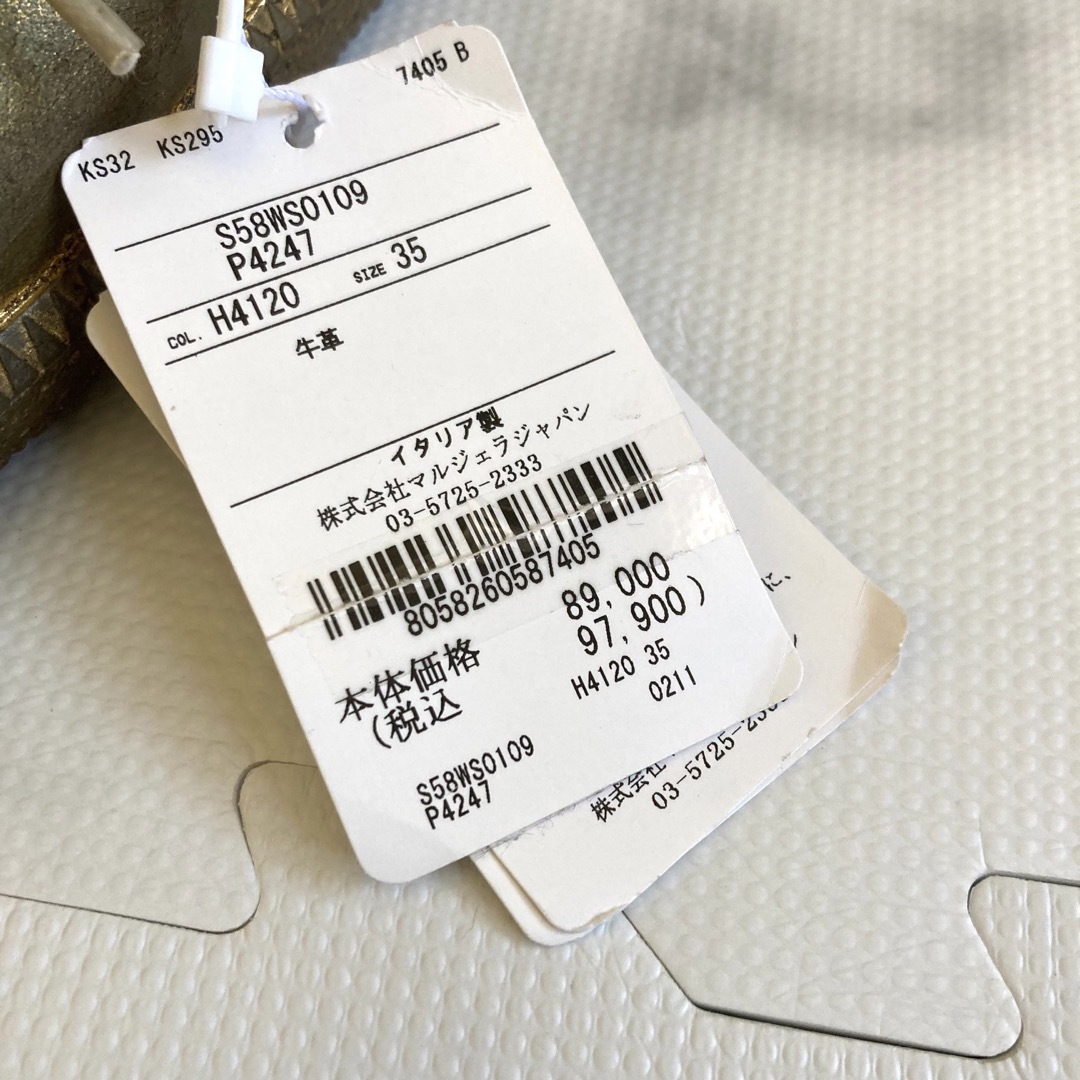 7405 B
KS32 KS295
S58WS0109
P4247
COL. H4120 SIZE 35
牛革
イタリア製
株式会社マルジェラジャパン
03-5725-2333
8058260587405
本体価格 89,000
(税込 97,900)
H4120 35
0211
S58WS0109
P4247
に、
株式会社
03-5725-233